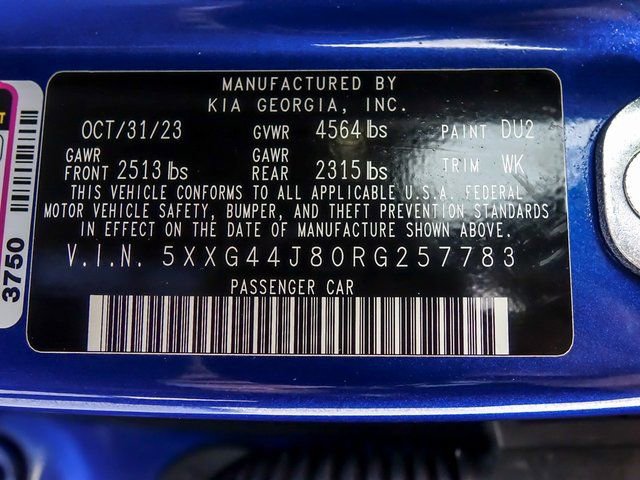 MANUFACTURED BY
KIA GEORGIA, INC.
OCT/31/23 GVWR 4564 lbs PAINT DU2
GAWR FRONT 2513 lbs GAWR REAR 2315 lbs TRIM WK
THIS VEHICLE CONFORMS TO ALL APPLICABLE U.S.A. FEDERAL
MOTOR VEHICLE SAFETY, BUMPER, AND THEFT PREVENTION STANDARDS
IN EFFECT ON THE DATE OF MANUFACTURE SHOWN ABOVE.
V.I.N. 5XXG44J80RG257783
PASSENGER CAR
3750